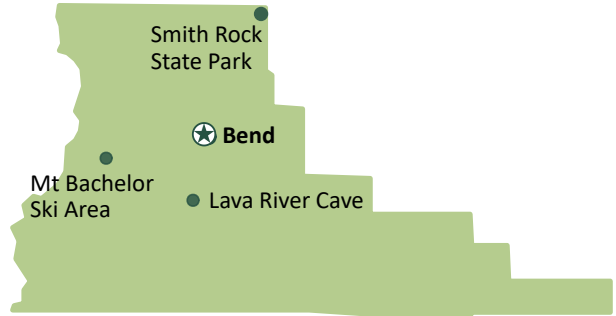 Smith Rock
State Park
Bend
Mt Bachelor
Ski Area
Lava River Cave